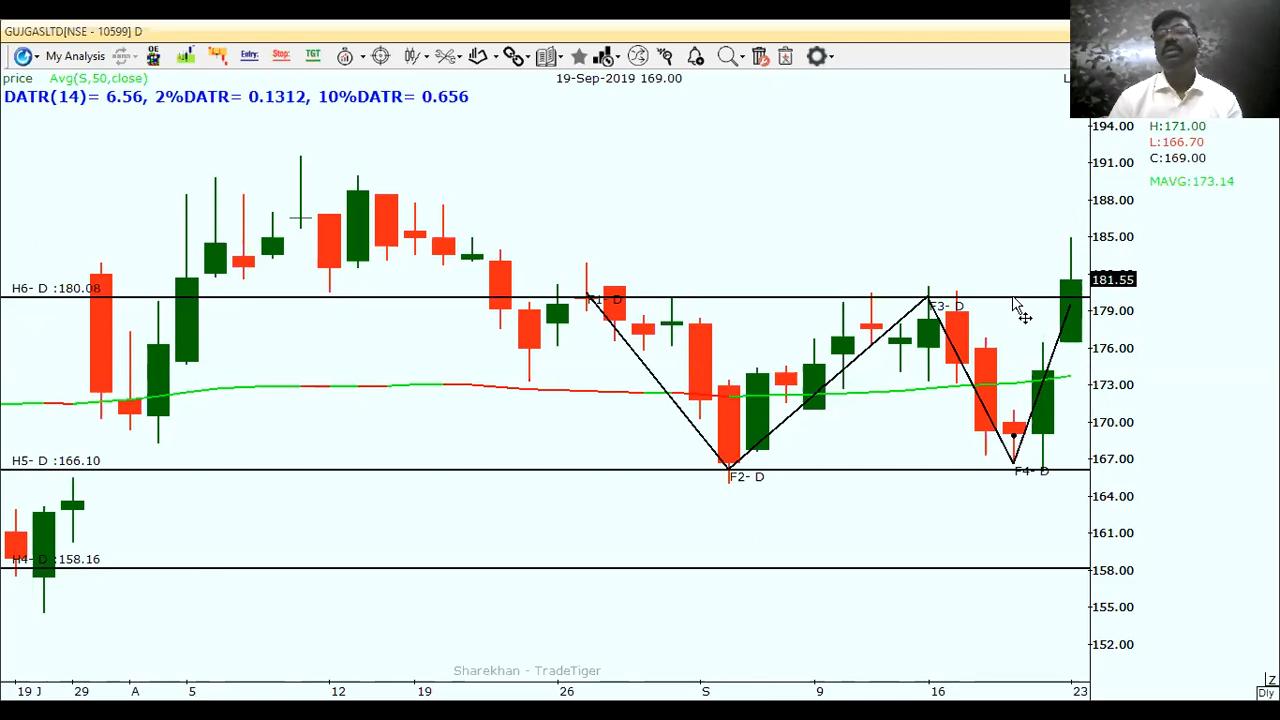 GUJGASLTD[NSE - 10599] D
My Analysis
OE
Entry:
Stop:
TGT
price Avg(S,50,close)
19-Sep-2019 169.00
L
DATR(14)= 6.56, 2%DATR= 0.1312, 10%DATR= 0.656
194.00
H:171.00
L:166.70
C:169.00
191.00
MAVG:173.14
188.00
185.00
181.55
H6- D :180.08
F1- D
F3- D
179.00
176.00
173.00
170.00
167.00
H5- D :166.10
F2- D
F4- D
164.00
161.00
H4- D :158.16
158.00
155.00
152.00
Sharekhan - TradeTiger
19 J 29 A 5 12 19 26 S 9 16 23
Z
Dly